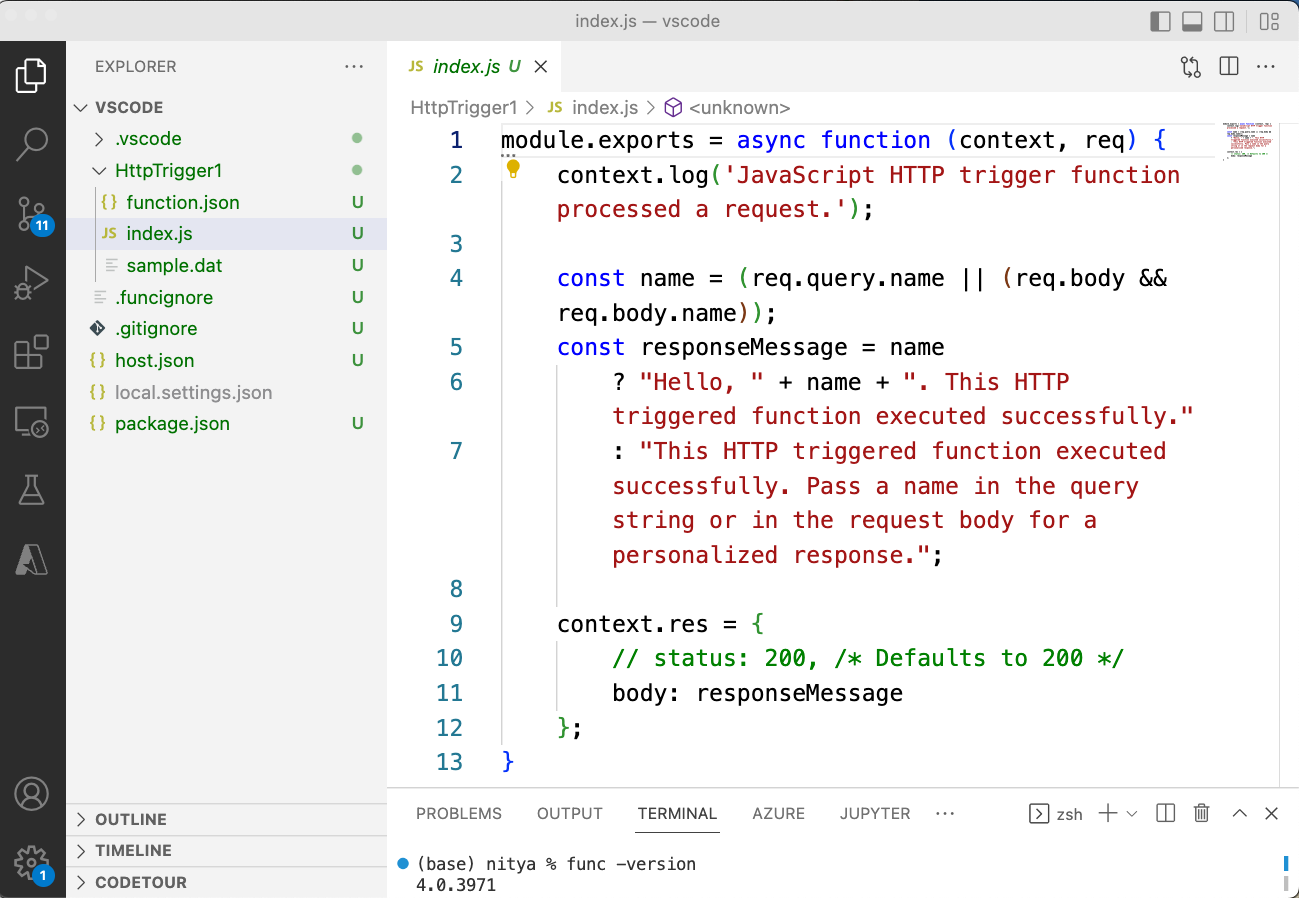 index.js — vscode
EXPLORER
VSCODE
.vscode
HttpTrigger1
{} function.json U
JS index.js U
sample.dat U
.funcignore U
.gitignore U
{} host.json U
{} local.settings.json
{} package.json U
OUTLINE
TIMELINE
CODETOUR
11
1
JS index.js U
HttpTrigger1 > JS index.js > <unknown>
1 module.exports = async function (context, req) {
2 context.log('JavaScript HTTP trigger function
processed a request.');
3
4 const name = (req.query.name || (req.body &&
req.body.name));
5 const responseMessage = name
6 ? "Hello, " + name + ". This HTTP
triggered function executed successfully."
7 : "This HTTP triggered function executed
successfully. Pass a name in the query
string or in the request body for a
personalized response.";
8
9 context.res = {
10 // status: 200, /* Defaults to 200 */
11 body: responseMessage
12 };
13 }
PROBLEMS OUTPUT TERMINAL AZURE JUPYTER ··· zsh
(base) nitya % func -version
4.0.3971